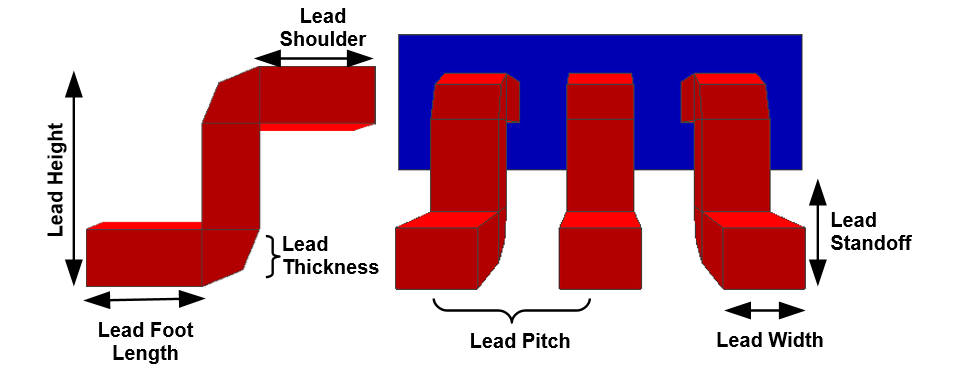 Lead
Shoulder
Lead Height
Lead
Thickness
Lead Foot
Length
Lead Pitch
Lead
Standoff
Lead Width